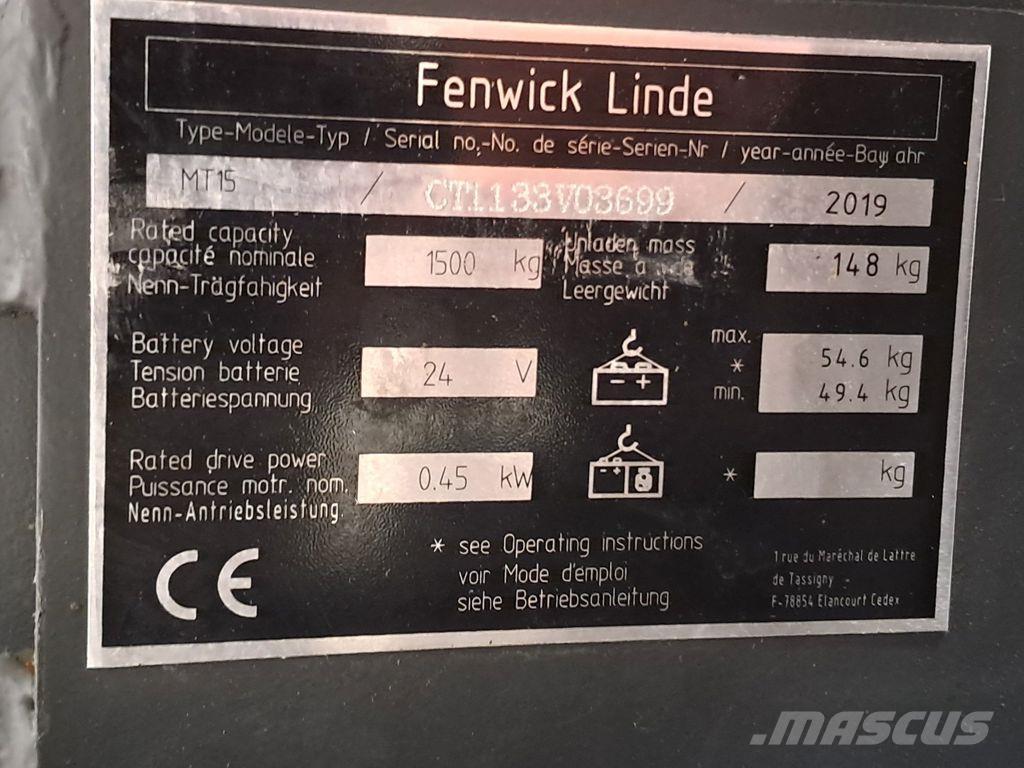 Fenwick Linde
Type-Modele-Typ / Serial no.-No. de série-Serien-Nr / year-année-Bauj ahr
MT15 / CT1133V03699 / 2019
Rated capacity
capacité nominale
Nenn-Trägfahigkeit
1500 kg
Unladen mass
Masse à
Leergewicht
148 kg
Battery voltage
Tension batterie
Batteriespannung
24 V
max.
*
min.
54.6 kg
49.4 kg
Rated drive power
Puissance motr. nom.
Nenn-Antriebsleistung.
0.45 kW
* kg
* see Operating instructions
voir Mode d'emploi
siehe Betriebsanleitung
CE
1 rue du Maréchal de Lattre
de Tassigny -
F-78854 Elancourt Cedex
.MASCUS